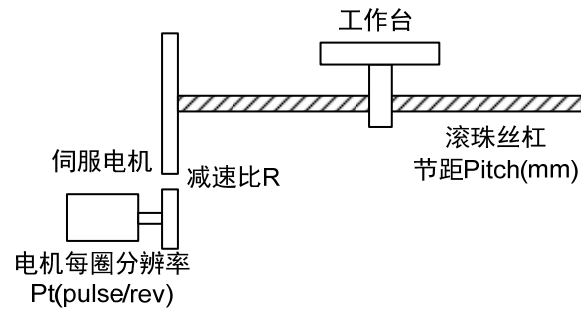 工作台
滚珠丝杠
节距Pitch(mm)
伺服电机
减速比R
电机每圈分辨率
Pt(pulse/rev)